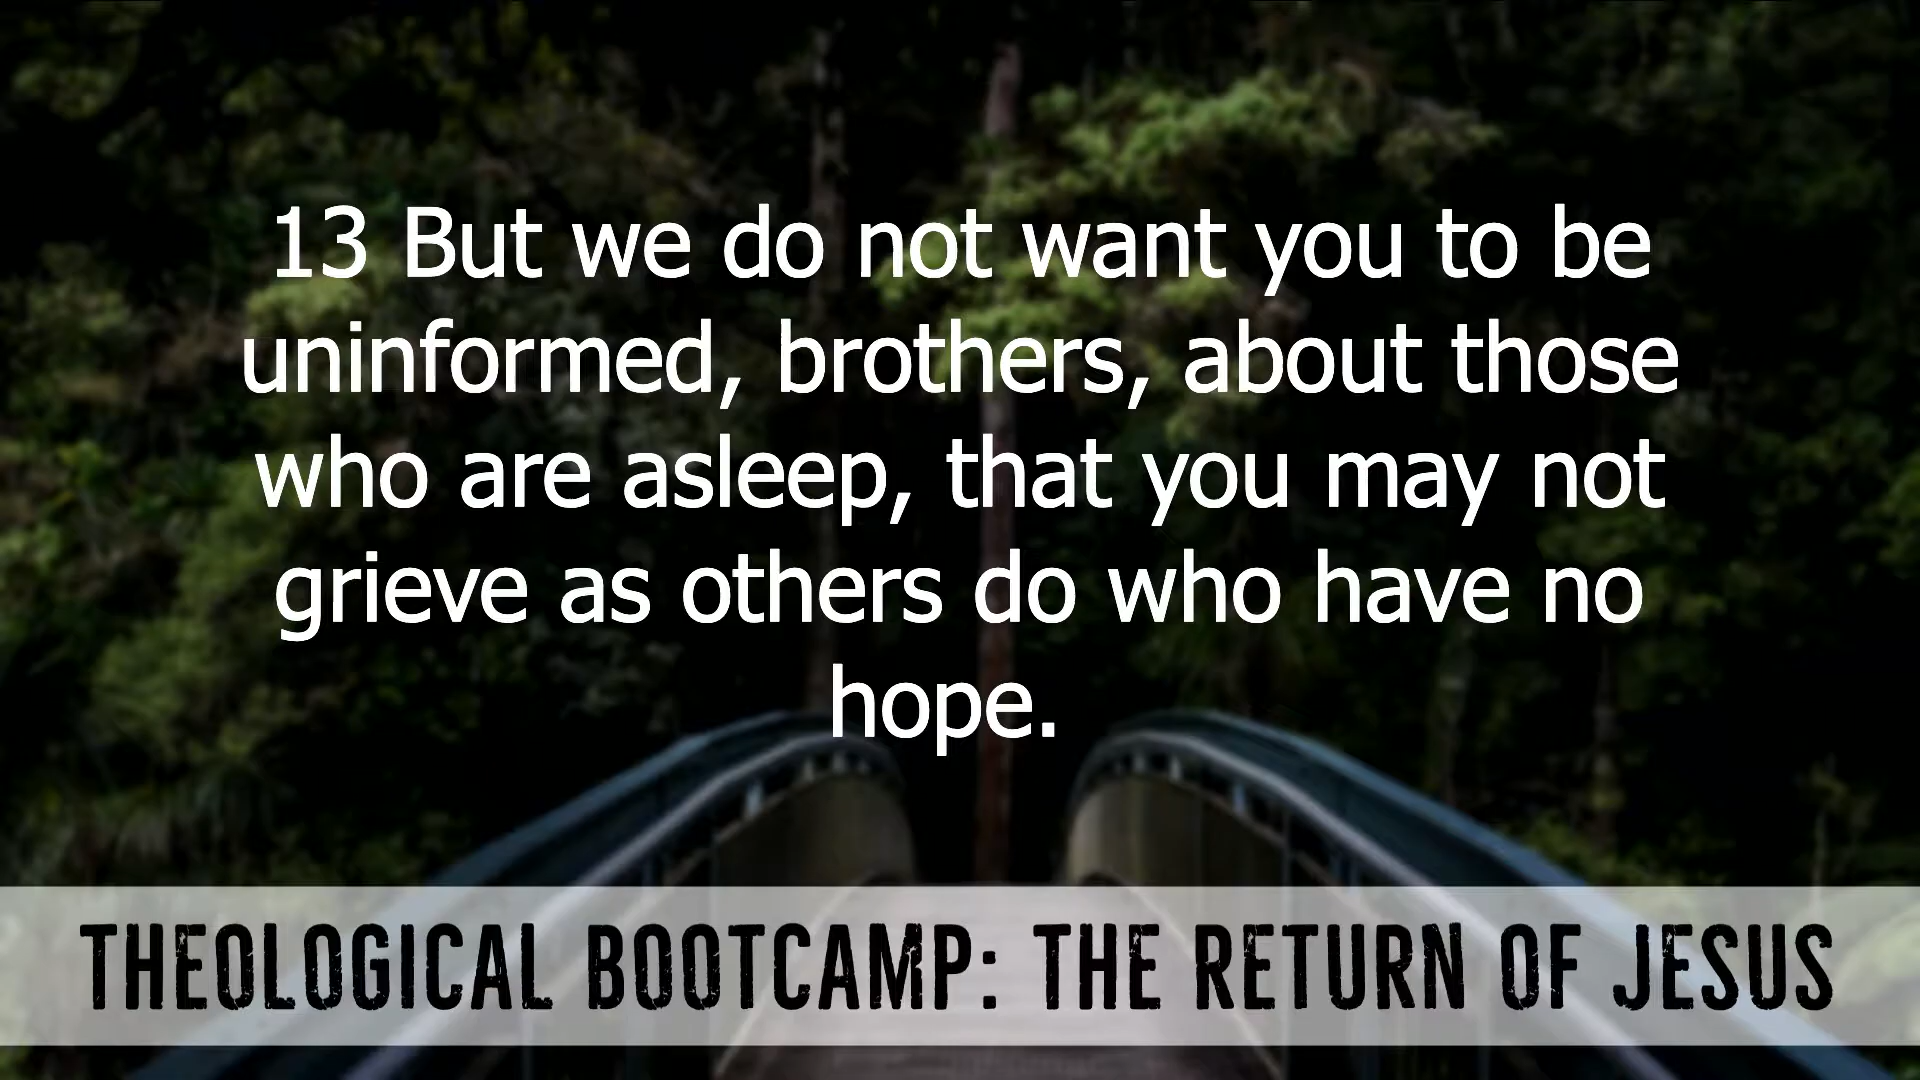 13 But we do not want you to be
uninformed, brothers, about those
who are asleep, that you may not
grieve as others do who have no
hope.
THEOLOGICAL BOOTCAMP: THE RETURN OF JESUS